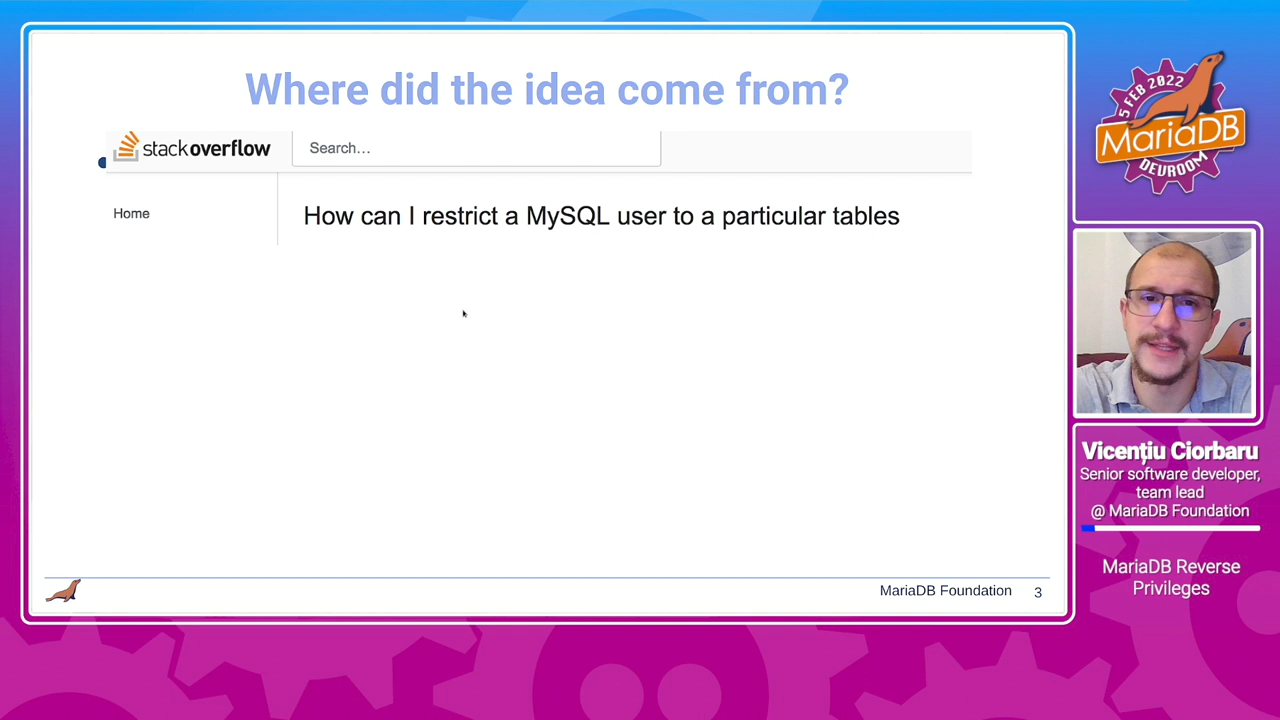 Where did the idea come from?
stackoverflow
Search...
Home
How can I restrict a MySQL user to a particular tables
MariaDB Foundation
3
5 FEB 2022
MariaDB
DEVROOM
Vicențiu Ciorbaru
Senior software developer,
team lead
@ MariaDB Foundation
MariaDB Reverse
Privileges